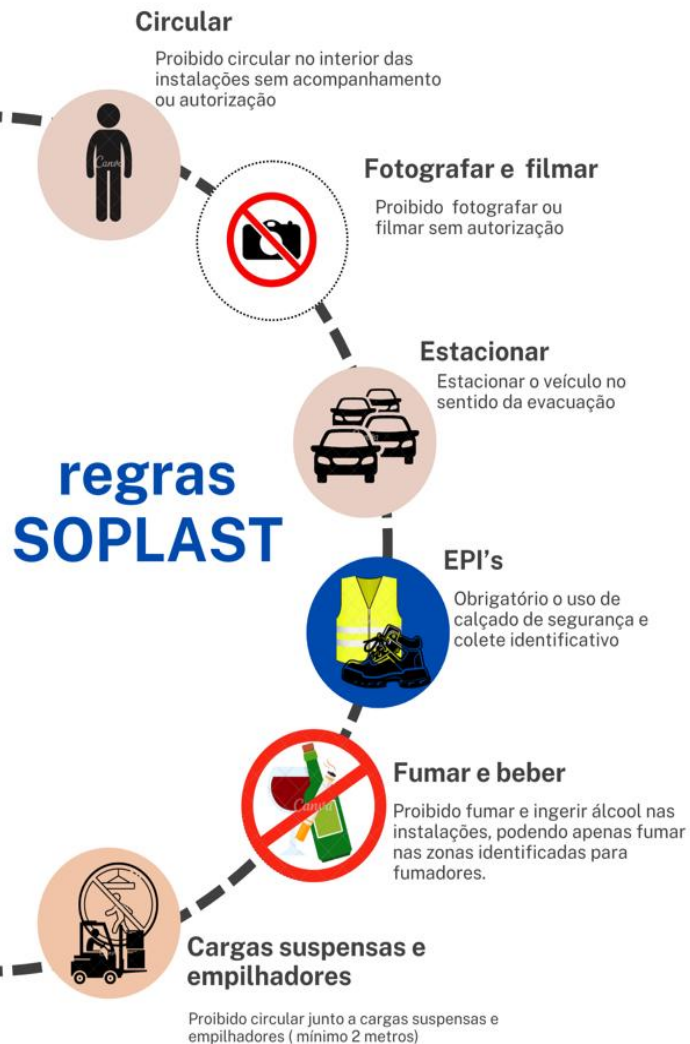 Circular
Proibido circular no interior das
instalações sem acompanhamento
ou autorização
Canva
Fotografar e filmar
Proibido fotografar ou
filmar sem autorização
Estacionar
Estacionar o veículo no
sentido da evacuação
regras
SOPLAST
EPI's
Obrigatório o uso de
calçado de segurança e
colete identificativo
Fumar e beber
Canva
Proibido fumar e ingerir álcool nas
instalações, podendo apenas fumar
nas zonas identificadas para
fumadores.
Cargas suspensas e
empilhadores
Proibido circular junto a cargas suspensas e
empilhadores ( mínimo 2 metros)